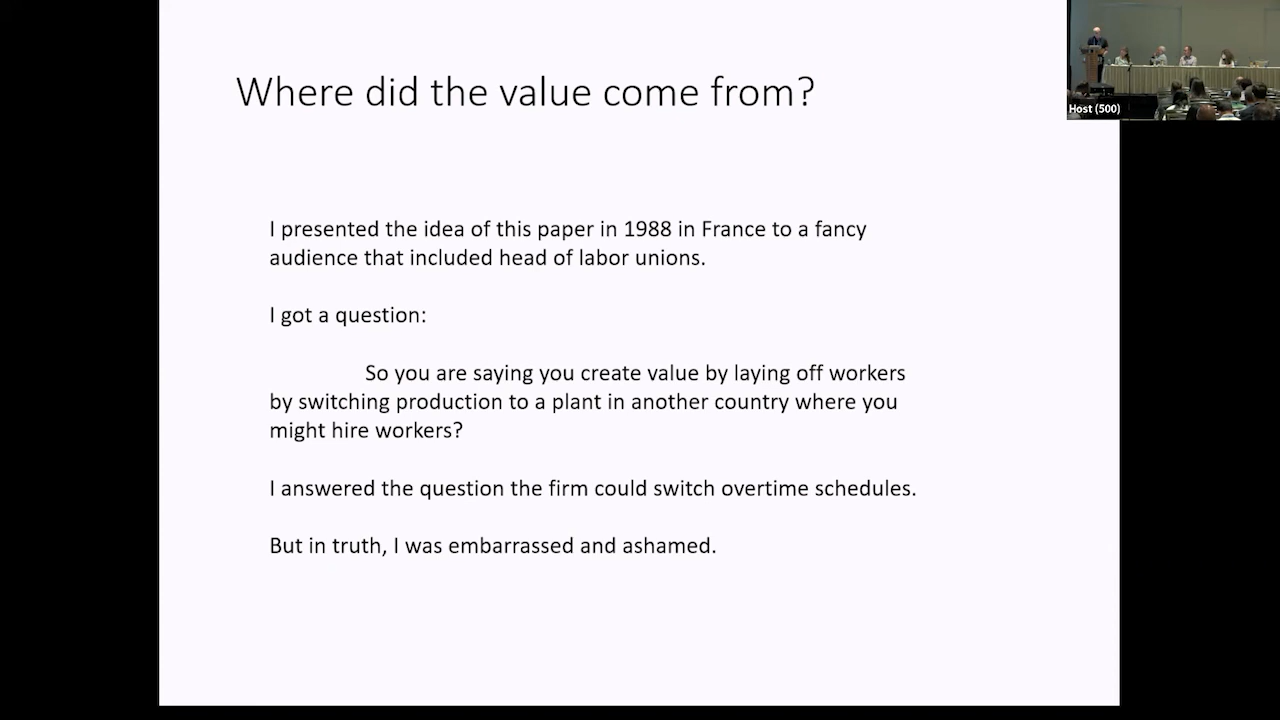 Where did the value come from?
I presented the idea of this paper in 1988 in France to a fancy
audience that included head of labor unions.
I got a question:
So you are saying you create value by laying off workers
by switching production to a plant in another country where you
might hire workers?
I answered the question the firm could switch overtime schedules.
But in truth, I was embarrassed and ashamed.
Host (500)